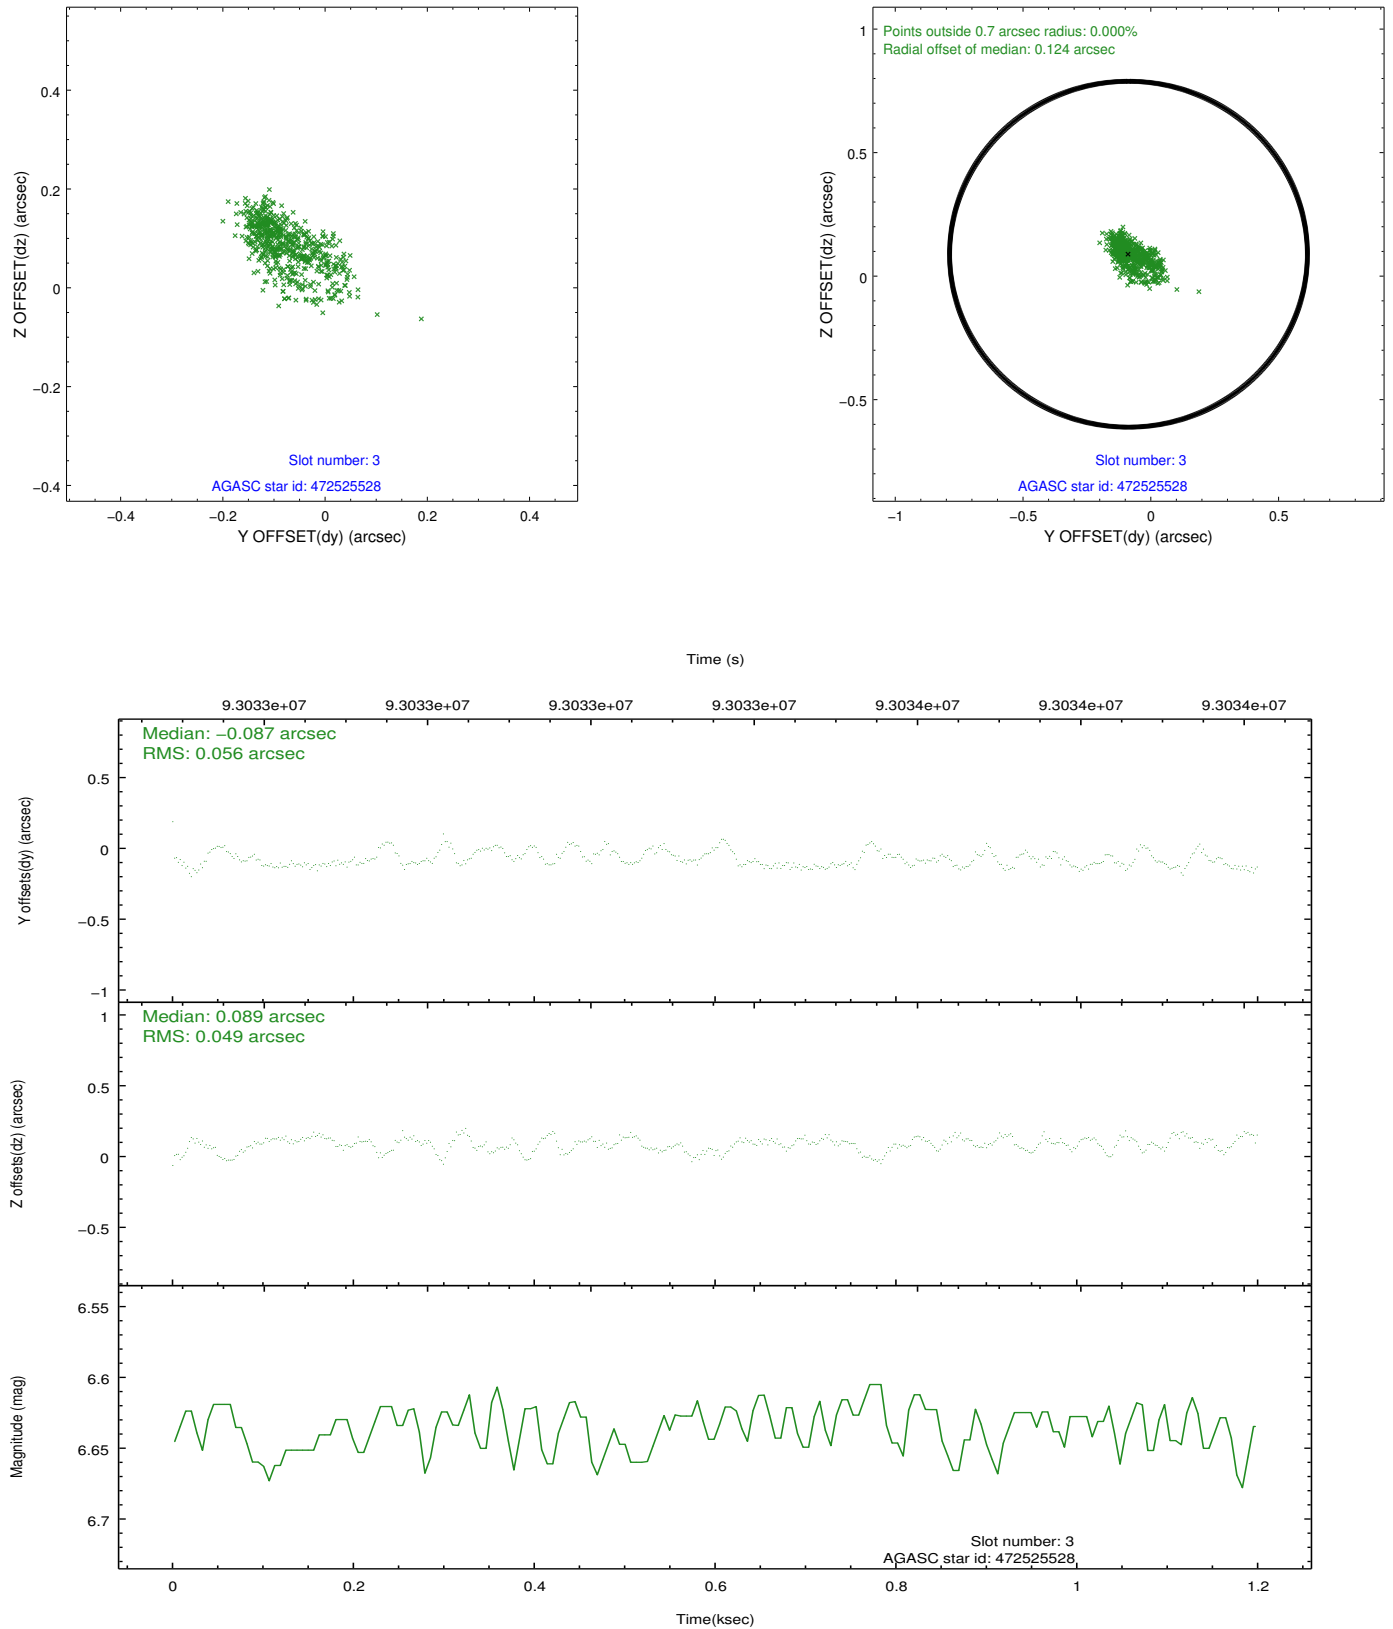 0.4
0.2
0
−0.2
−0.4
Z OFFSET(dz) (arcsec)
Slot number: 3
AGASC star id: 472525528
−0.4 −0.2 0 0.2 0.4
Y OFFSET(dy) (arcsec)
Points outside 0.7 arcsec radius: 0.000%
Radial offset of median: 0.124 arcsec
1
0.5
0
−0.5
Z OFFSET(dz) (arcsec)
Slot number: 3
AGASC star id: 472525528
−1 −0.5 0 0.5
Y OFFSET(dy) (arcsec)
Time (s)
9.3033e+07 9.3033e+07 9.3033e+07 9.3033e+07 9.3034e+07 9.3034e+07 9.3034e+07
Median: −0.087 arcsec
RMS: 0.056 arcsec
0.5
0
−0.5
−1
Y offsets(dy) (arcsec)
Median: 0.089 arcsec
RMS: 0.049 arcsec
1
0.5
0
−0.5
Z offsets(dz) (arcsec)
6.55
6.6
6.65
6.7
Magnitude (mag)
Slot number: 3
AGASC star id: 472525528
0 0.2 0.4 0.6 0.8 1 1.2
Time(ksec)